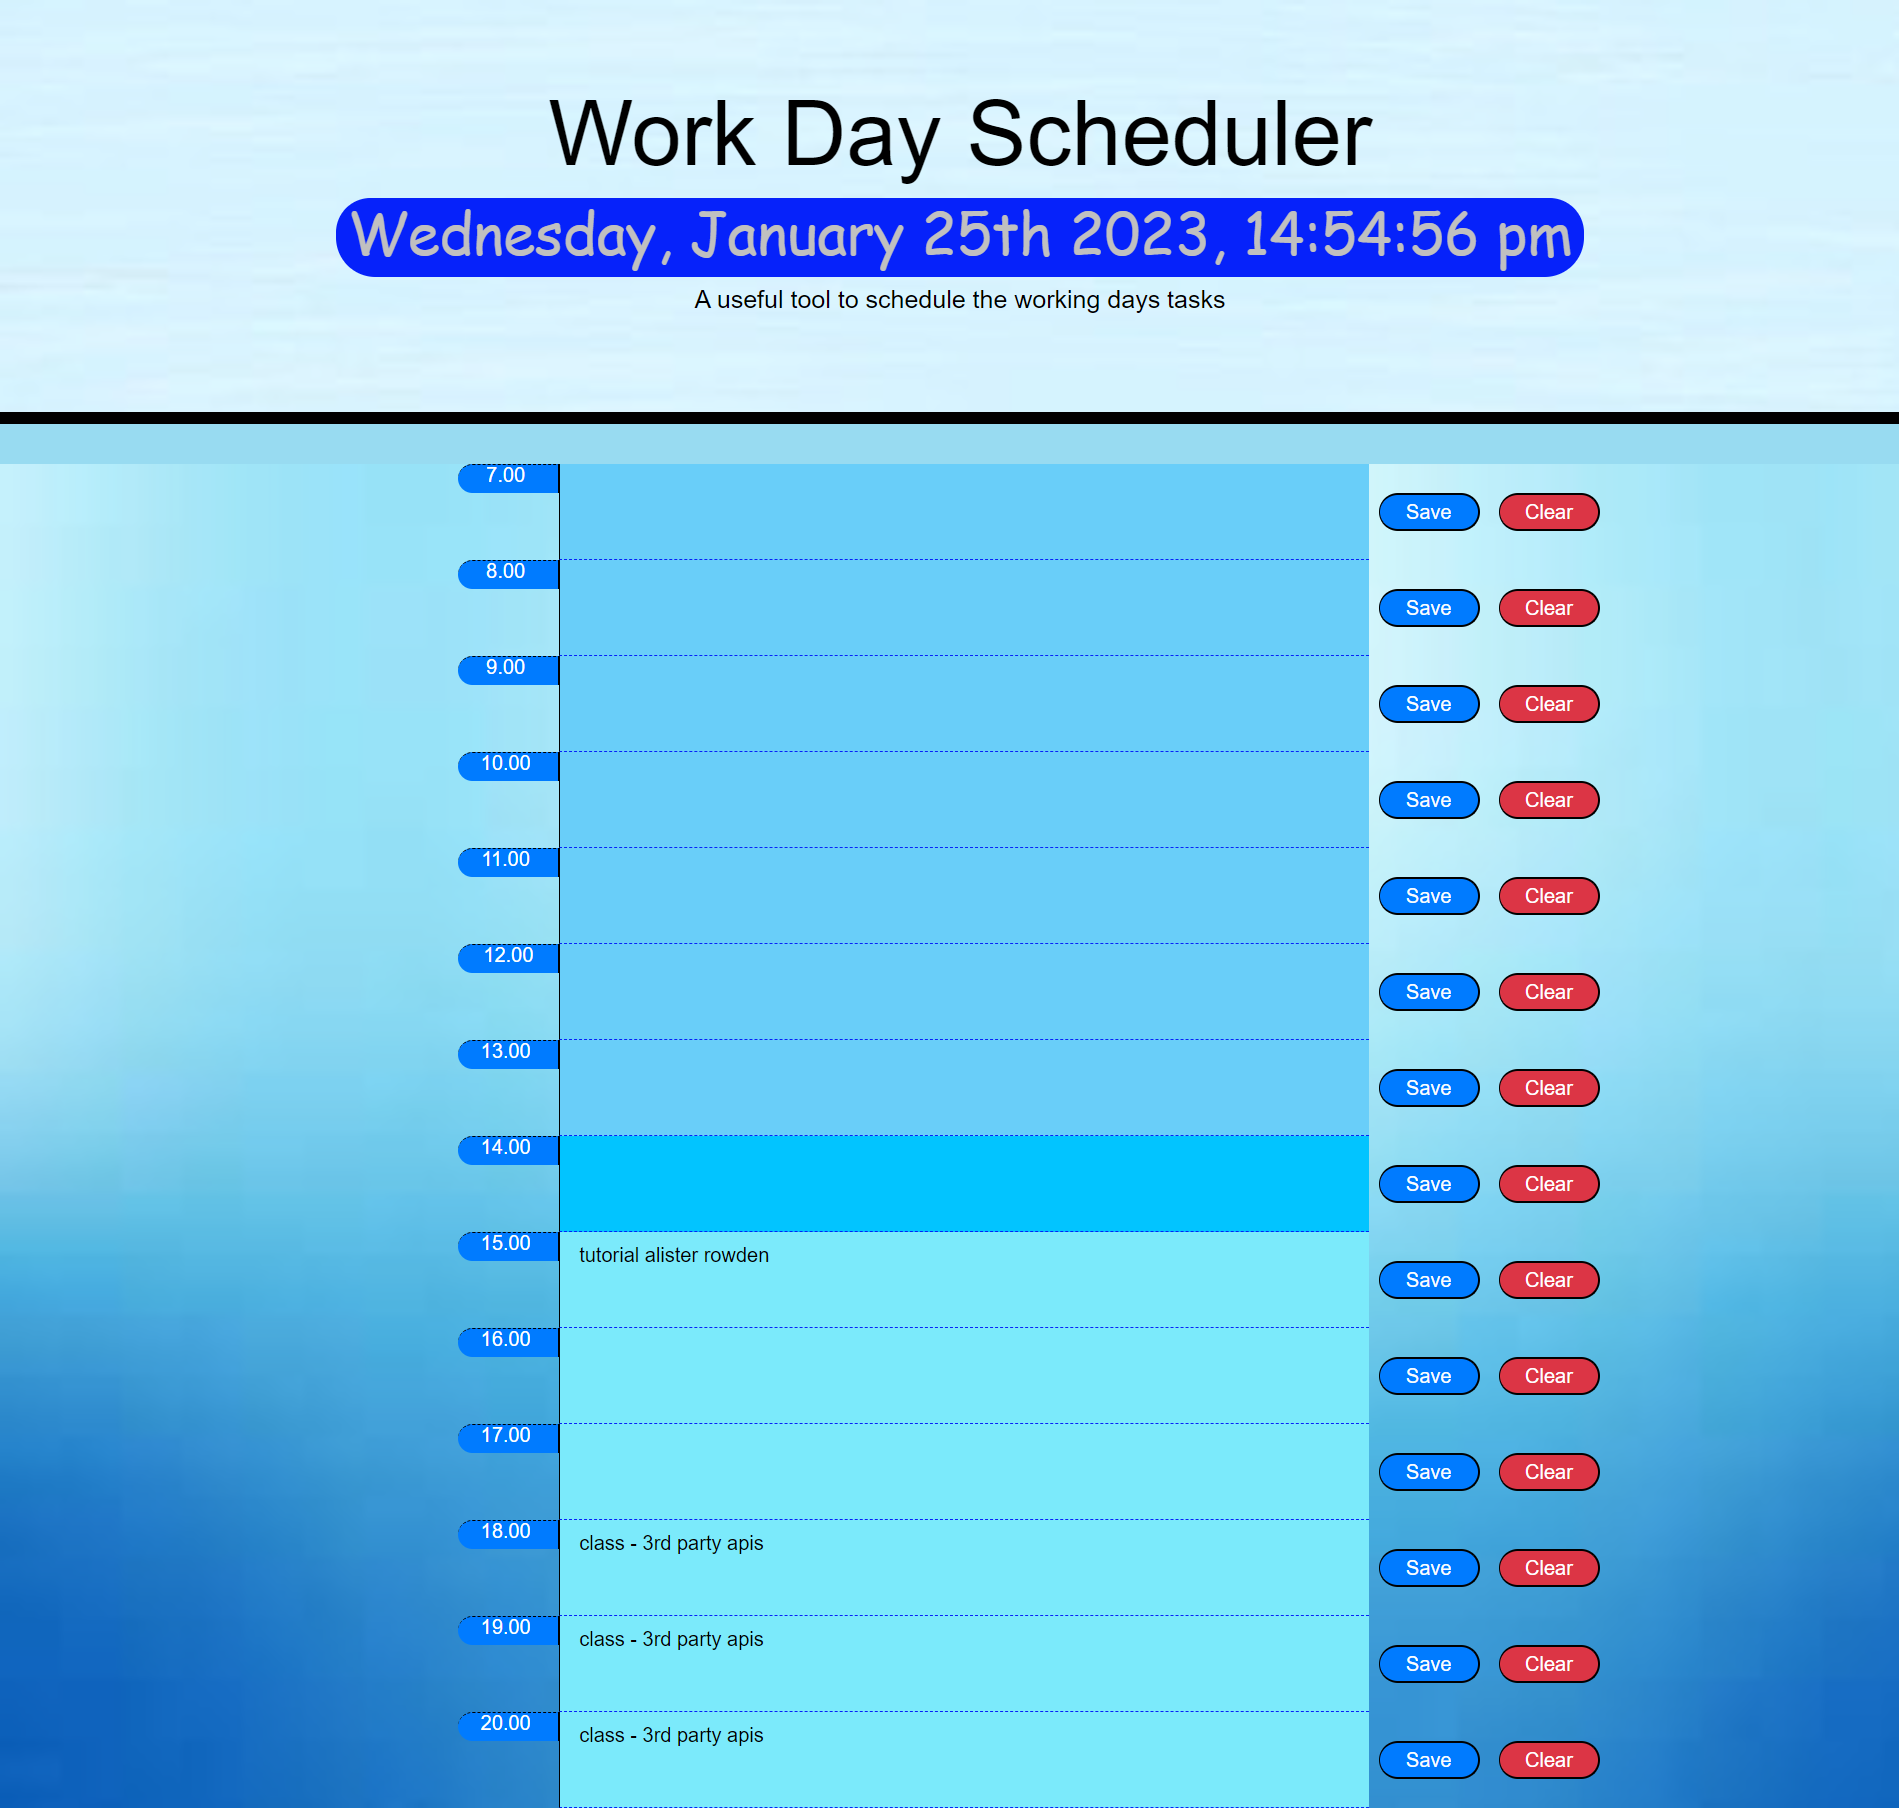 Work Day Scheduler
Wednesday, January 25th 2023, 14:54:56 pm
A useful tool to schedule the working days tasks
7.00
Save Clear
8.00
Save Clear
9.00
Save Clear
10.00
Save Clear
11.00
Save Clear
12.00
Save Clear
13.00
Save Clear
14.00
Save Clear
15.00 tutorial alister rowden
Save Clear
16.00
Save Clear
17.00
Save Clear
18.00 class - 3rd party apis
Save Clear
19.00 class - 3rd party apis
Save Clear
20.00 class - 3rd party apis
Save Clear